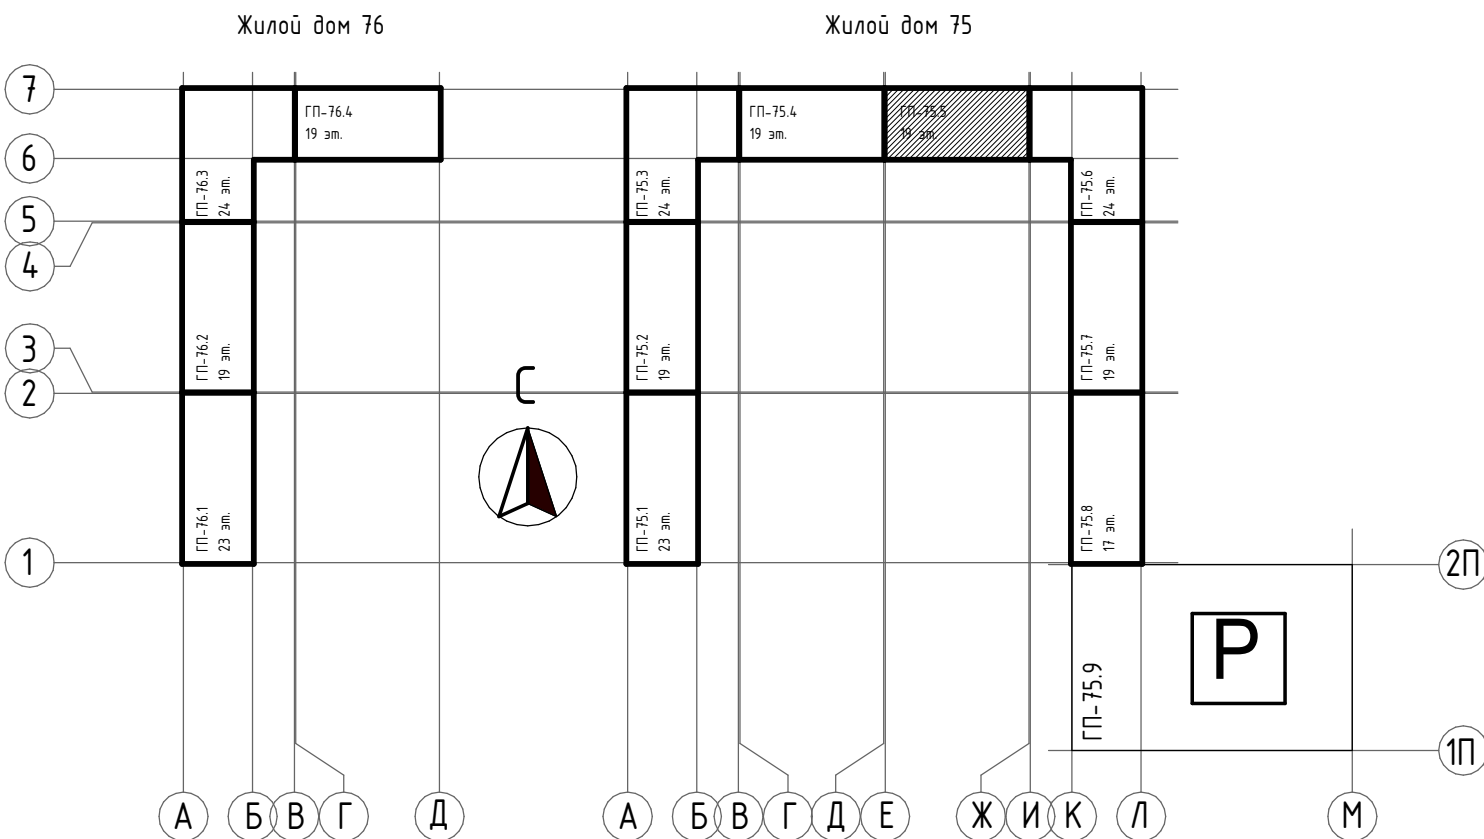 Жилой дом 76
Жилой дом 75
7
6
5
4
3
2
1
ГП-76.4
19 эт.
ГП-76.3
24 эт.
ГП-76.2
19 эт.
ГП-76.1
23 эт.
С
ГП-75.4
19 эт.
ГП-75.5
19 эт.
ГП-75.3
24 эт.
ГП-75.2
19 эт.
ГП-75.1
23 эт.
ГП-75.6
24 эт.
ГП-75.7
19 эт.
ГП-75.8
17 эт.
ГП-75.9
P
2П
1П
А Б В Г Д
А Б В Г Д Е Ж И К Л М